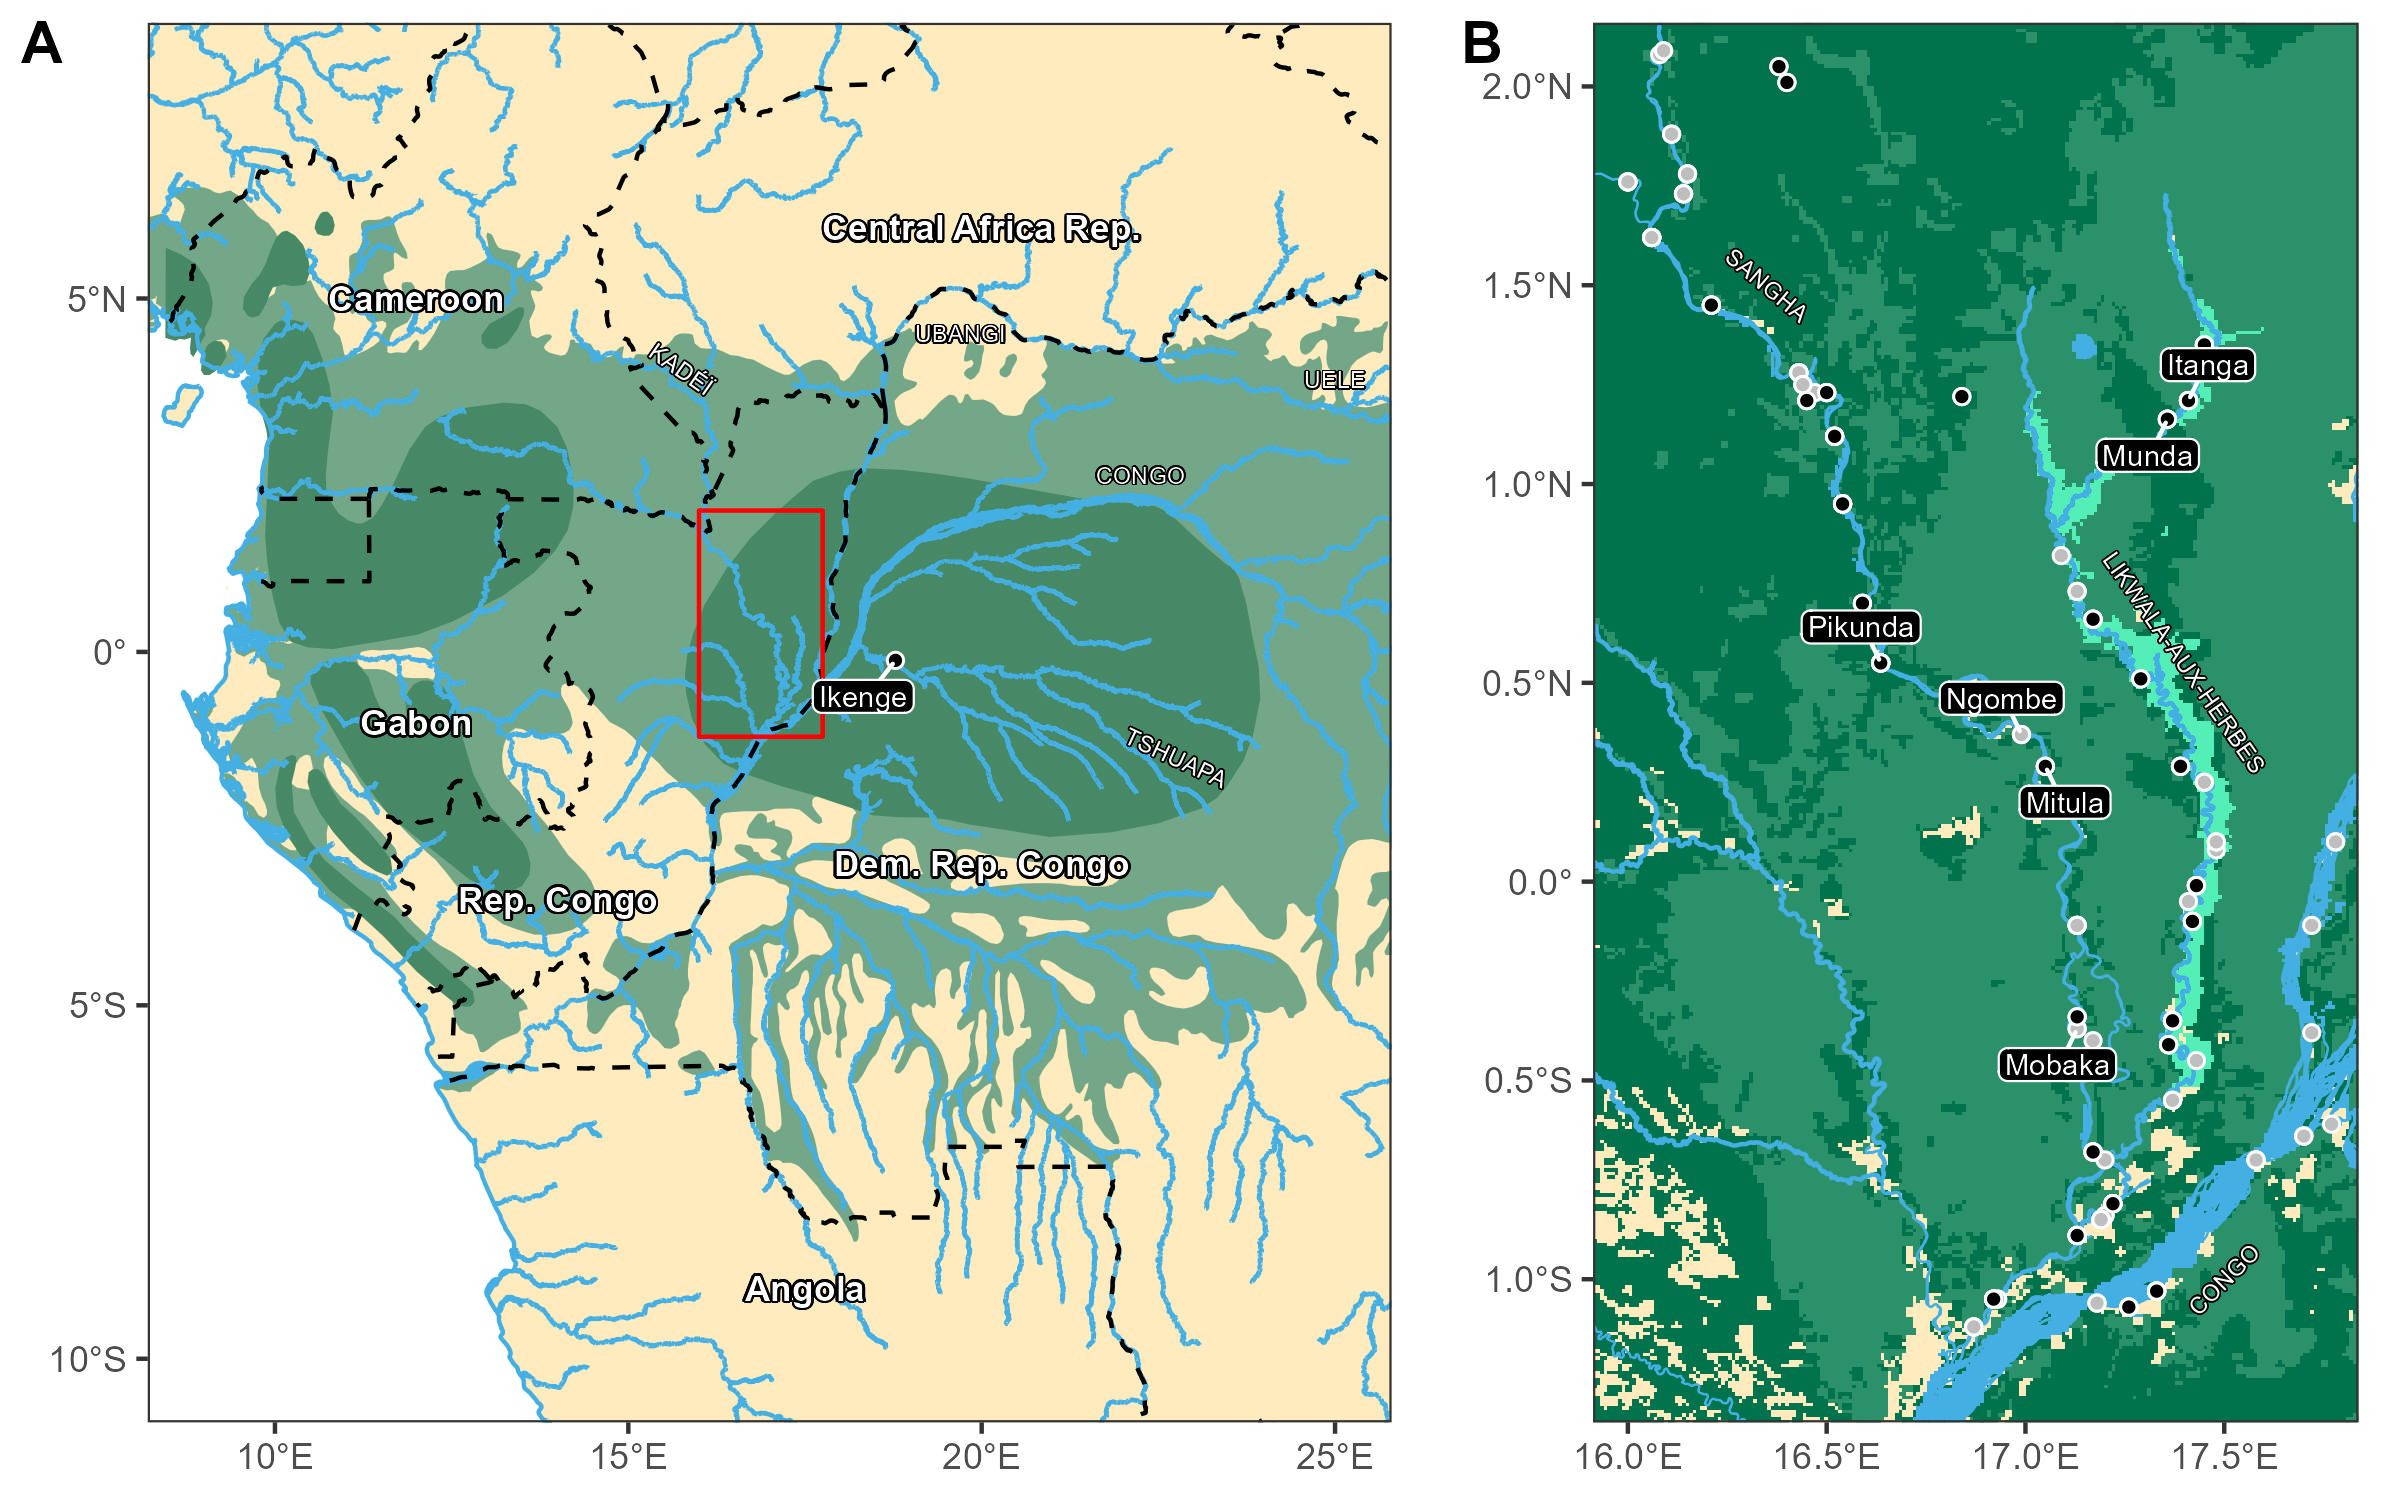 A
5°N
0°
5°S
10°S
10°E
15°E
20°E
25°E
Central Africa Rep.
Cameroon
UBANGI
KADÉÏ
UELE
CONGO
Ikenge
Gabon
TSHUAPA
Dem. Rep. Congo
Rep. Congo
Angola
B
2.0°N
1.5°N
1.0°N
0.5°N
0.0°
0.5°S
1.0°S
16.0°E
16.5°E
17.0°E
17.5°E
SANGHA
Itanga
Munda
LIKWALA-AUX-HERBES
Pikunda
Ngombe
Mitula
Mobaka
CONGO